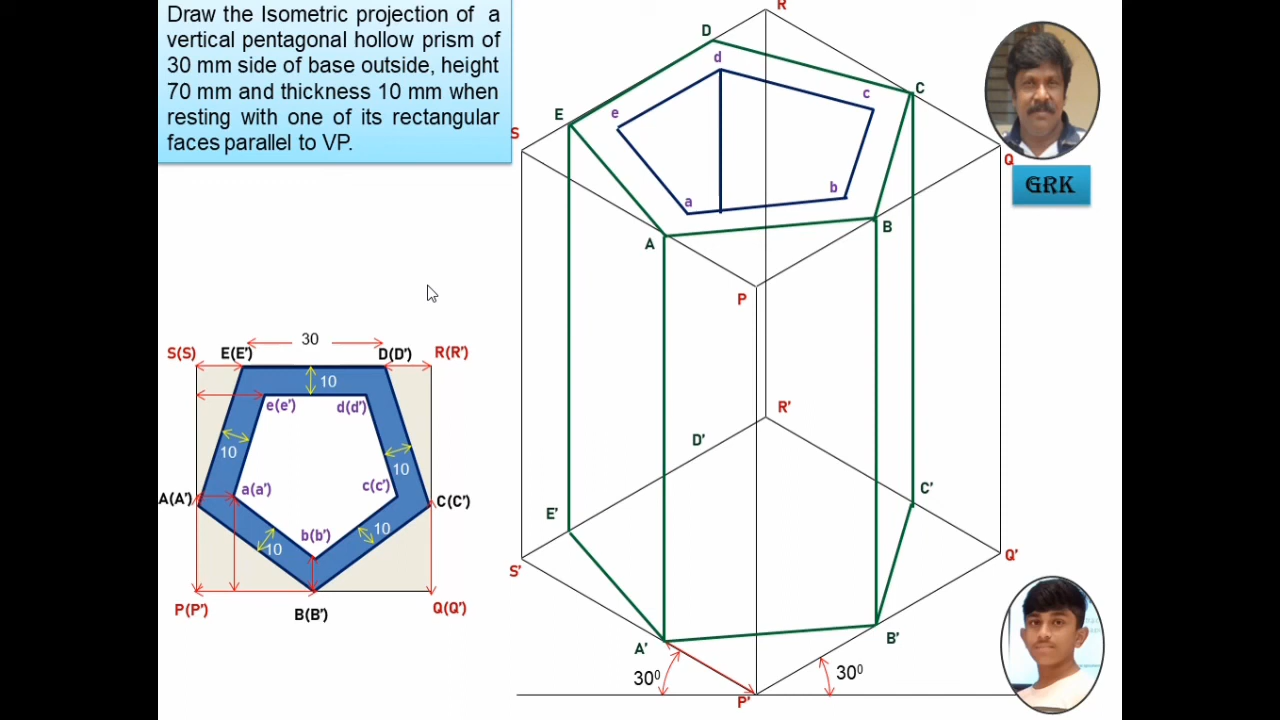 Draw the Isometric projection of a
vertical pentagonal hollow prism of
30 mm side of base outside, height
70 mm and thickness 10 mm when
resting with one of its rectangular
faces parallel to VP.
R
D
d
C
c
E
e
S
Q
GRK
b
a
B
A
P
30
S(S)
E(E')
D(D')
R(R')
10
e(e')
d(d')
R'
D'
10
10
A(A')
a(a')
c(c')
C(C')
C'
E'
b(b')
10
10
S'
Q'
P(P')
B(B')
Q(Q')
A'
B'
30⁰
30⁰
P'